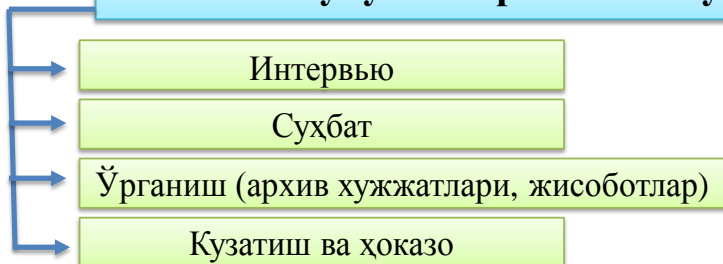 Интервью
Суҳбат
Ўрганиш (архив хужжатлари, жисоботлар)
Кузатиш ва ҳоказо